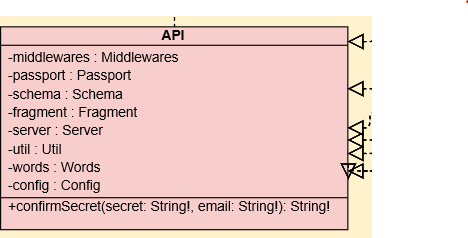 API
-middlewares : Middlewares
-passport : Passport
-schema : Schema
-fragment : Fragment
-server : Server
-util : Util
-words : Words
-config : Config
+confirmSecret(secret: String!, email: String!): String!